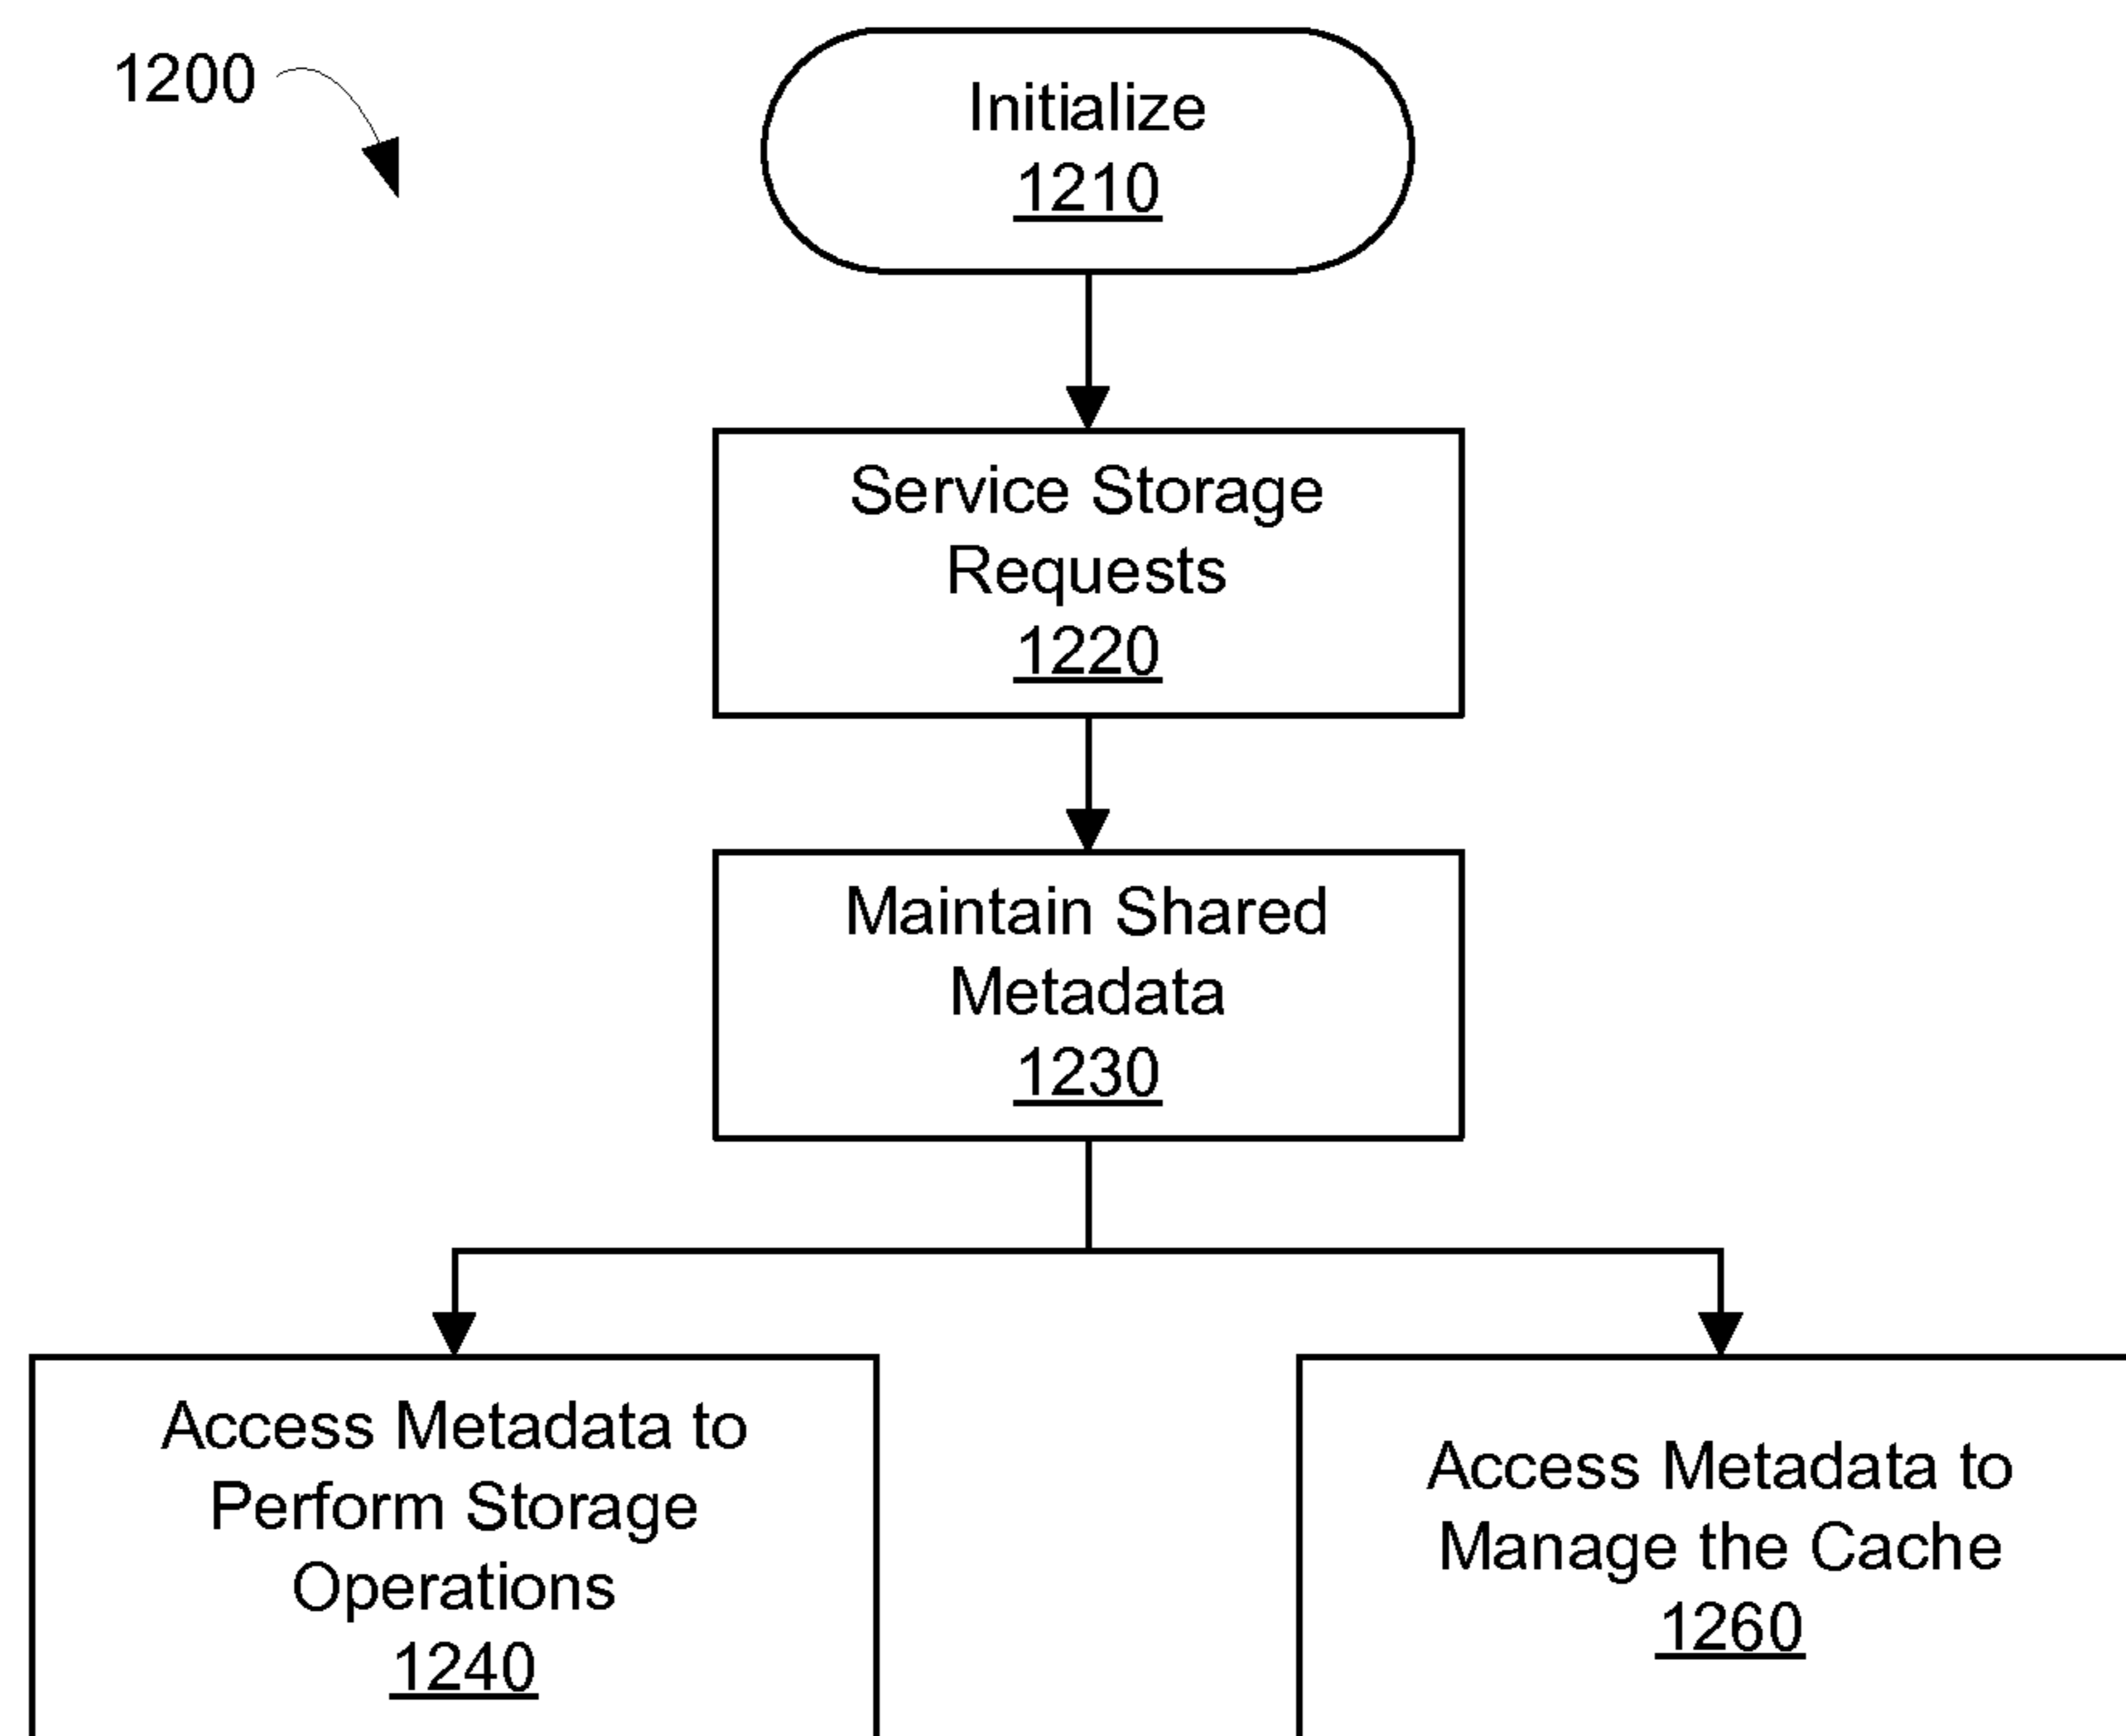 1200
Initialize
1210
Service Storage
Requests
1220
Maintain Shared
Metadata
1230
Access Metadata to
Perform Storage
Operations
1240
Access Metadata to
Manage the Cache
1260